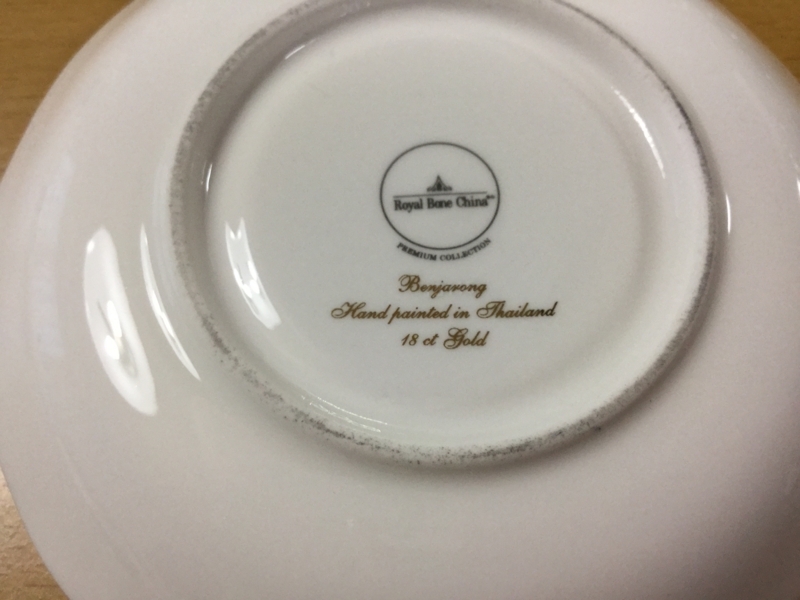 Royal Bone China
PREMIUM COLLECTION
Benjarong
Hand painted in Thailand
18 ct Gold